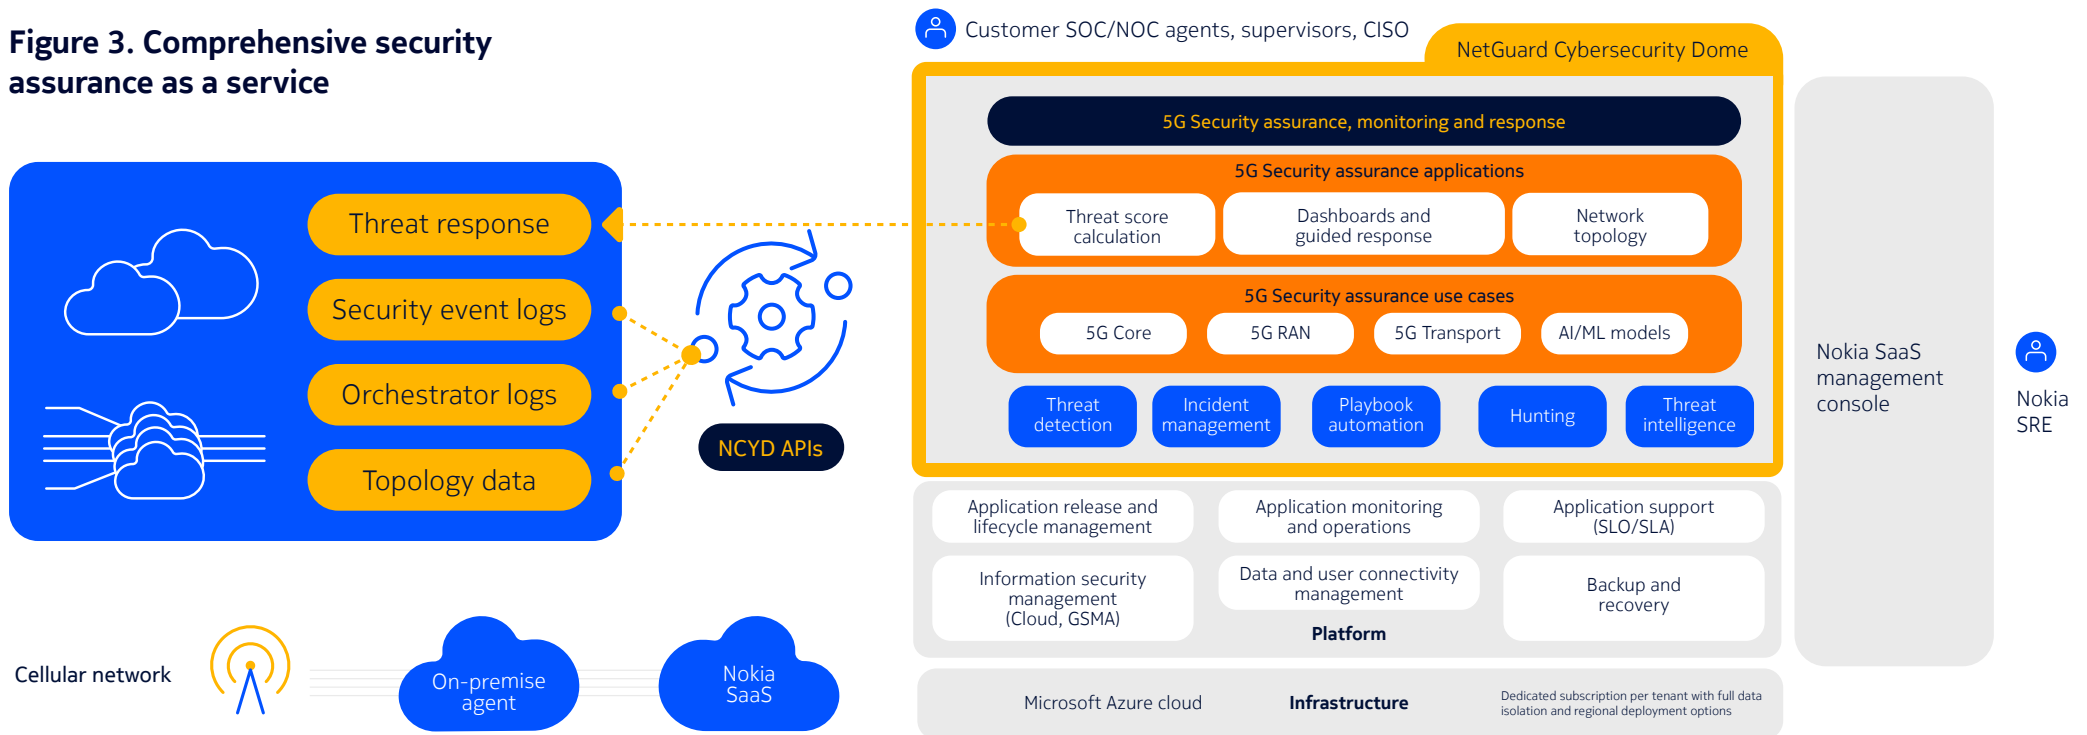 Figure 3. Comprehensive security
assurance as a service
Customer SOC/NOC agents, supervisors, CISO
NetGuard Cybersecurity Dome
5G Security assurance, monitoring and response
5G Security assurance applications
Threat score
calculation
Dashboards and
guided response
Network
topology
5G Security assurance use cases
5G Core
5G RAN
5G Transport
AI/ML models
Threat
detection
Incident
management
Playbook
automation
Hunting
Threat
intelligence
Threat response
Security event logs
Orchestrator logs
Topology data
NCYD APIs
Application release and
lifecycle management
Application monitoring
and operations
Application support
(SLO/SLA)
Information security
management
(Cloud, GSMA)
Data and user connectivity
management
Backup and
recovery
Platform
Microsoft Azure cloud
Infrastructure
Dedicated subscription per tenant with full data
isolation and regional deployment options
Nokia SaaS
management
console
Nokia
SRE
Cellular network
On-premise
agent
Nokia
SaaS